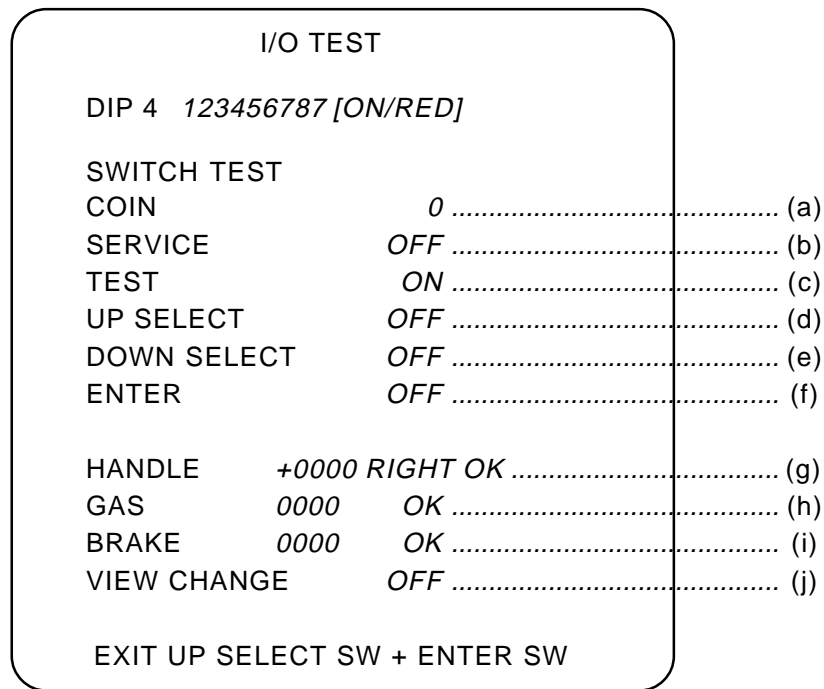 I/O TEST
DIP 4 123456787 [ON/RED]
SWITCH TEST
COIN 0 ........................................... (a)
SERVICE OFF ........................................... (b)
TEST ON ........................................... (c)
UP SELECT OFF ........................................... (d)
DOWN SELECT OFF ........................................... (e)
ENTER OFF ........................................... (f)
HANDLE +0000 RIGHT OK ................................... (g)
GAS 0000 OK ........................................... (h)
BRAKE 0000 OK ........................................... (i)
VIEW CHANGE OFF ........................................... (j)
EXIT UP SELECT SW + ENTER SW